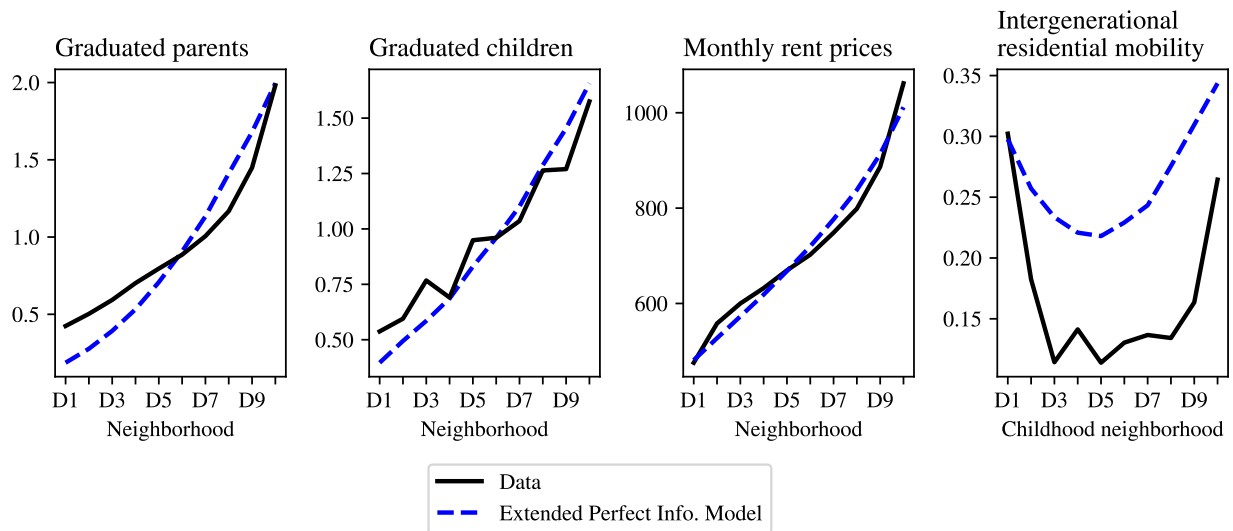 Graduated parents
2.0
1.5
1.0
0.5
D1 D3 D5 D7 D9
Neighborhood
Graduated children
1.50
1.25
1.00
0.75
0.50
D1 D3 D5 D7 D9
Neighborhood
Monthly rent prices
1000
800
600
D1 D3 D5 D7 D9
Neighborhood
Intergenerational
residential mobility
0.35
0.30
0.25
0.20
0.15
D1 D3 D5 D7 D9
Childhood neighborhood
Data
Extended Perfect Info. Model